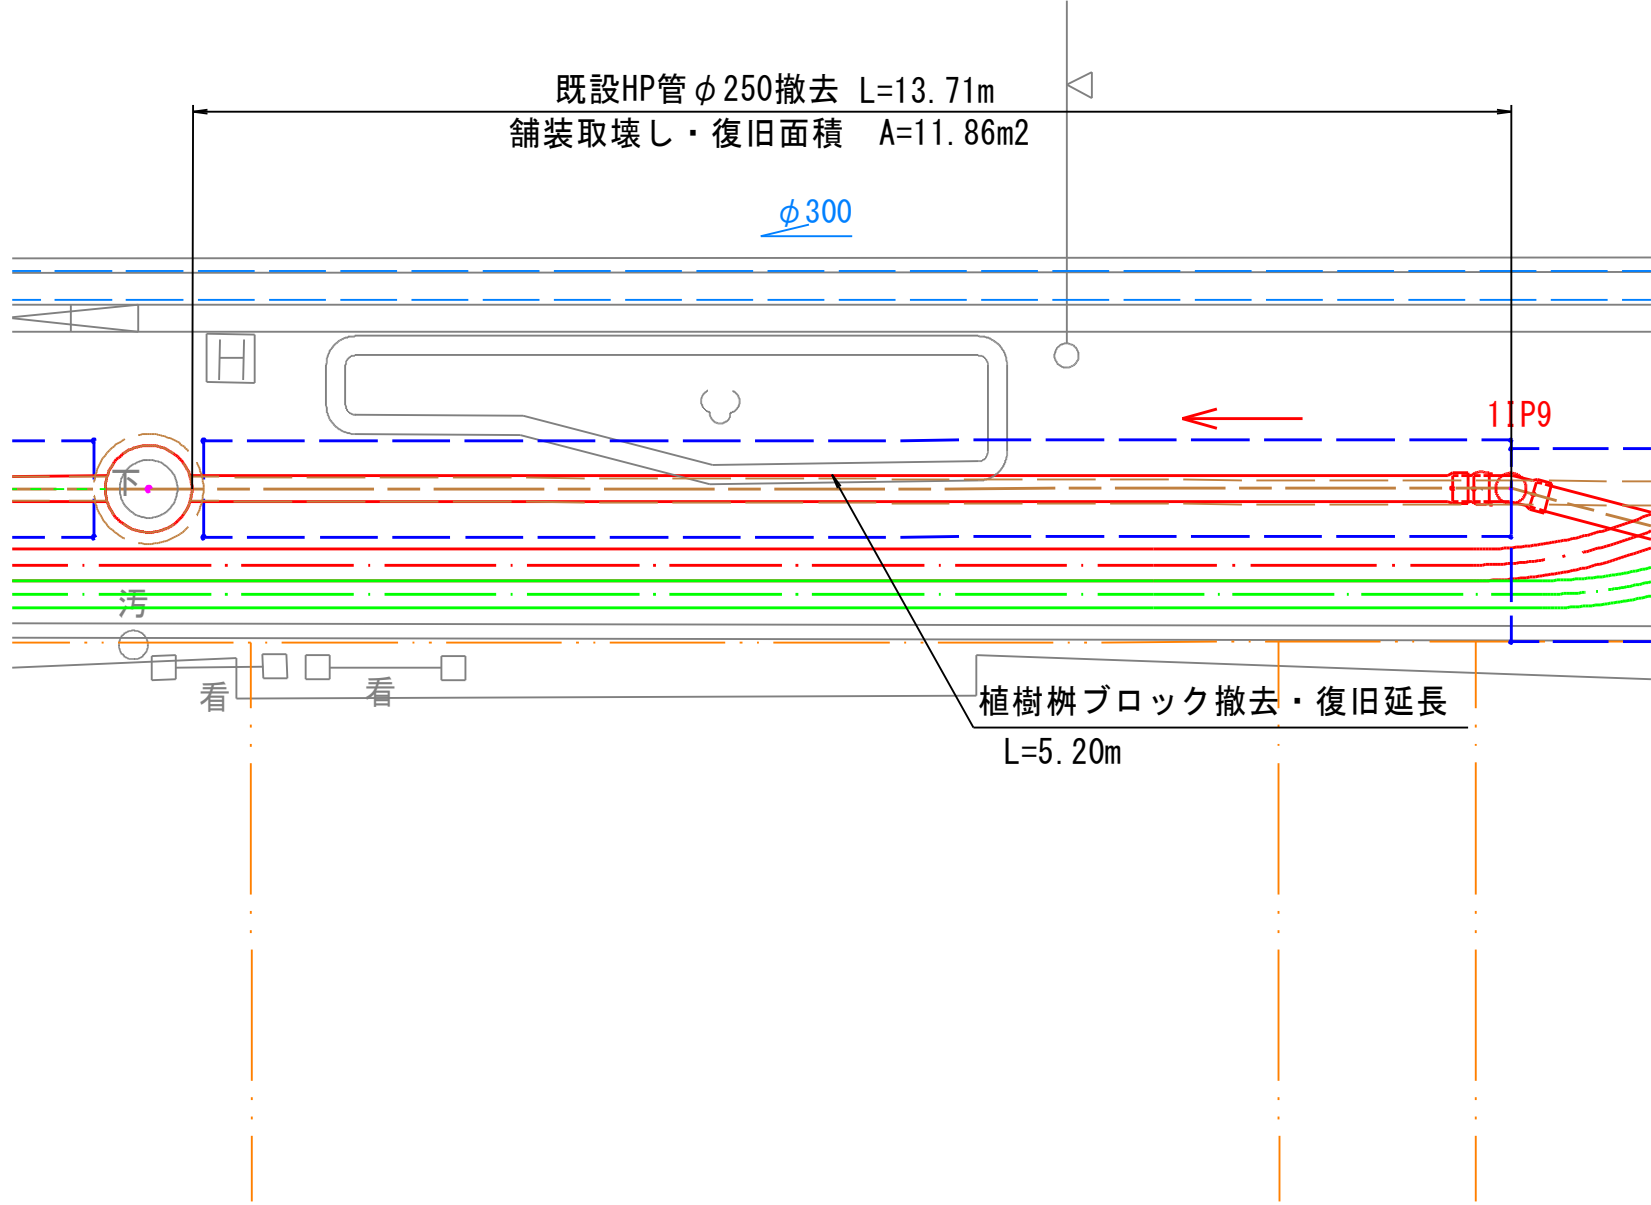 既設HP管φ250撤去 L=13.71m
舗装取壊し・復旧面積 A=11.86m2
φ300
H
1IP9
下
汚
看
看
植樹桝ブロック撤去・復旧延長
L=5.20m